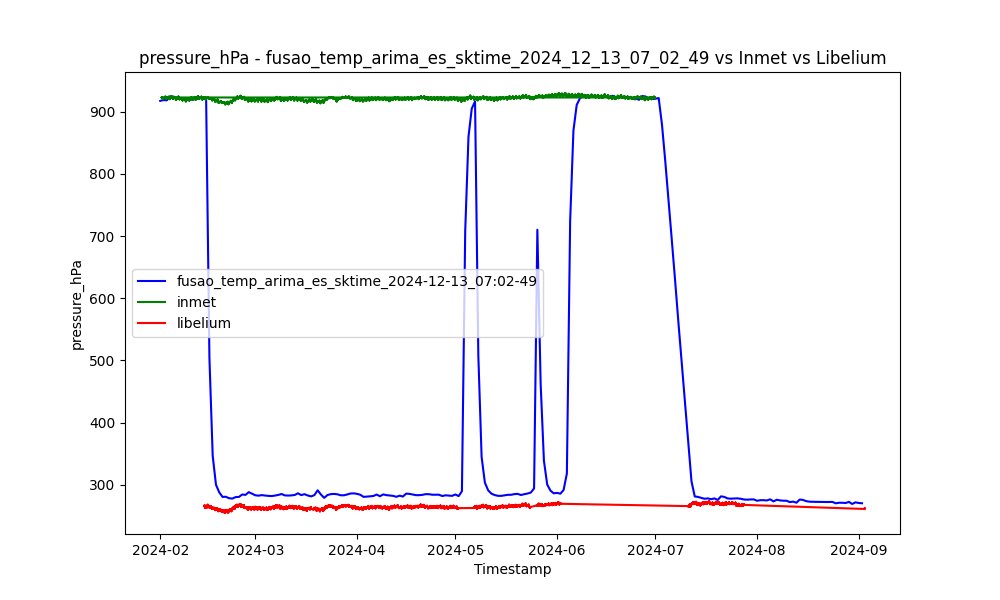 pressure_hPa - fusao_temp_arima_es_sktime_2024_12_13_07_02_49 vs Inmet vs Libelium
900
800
700
600
500
400
300
pressure_hPa
fusao_temp_arima_es_sktime_2024-12-13_07:02-49
inmet
libelium
2024-02 2024-03 2024-04 2024-05 2024-06 2024-07 2024-08 2024-09
Timestamp